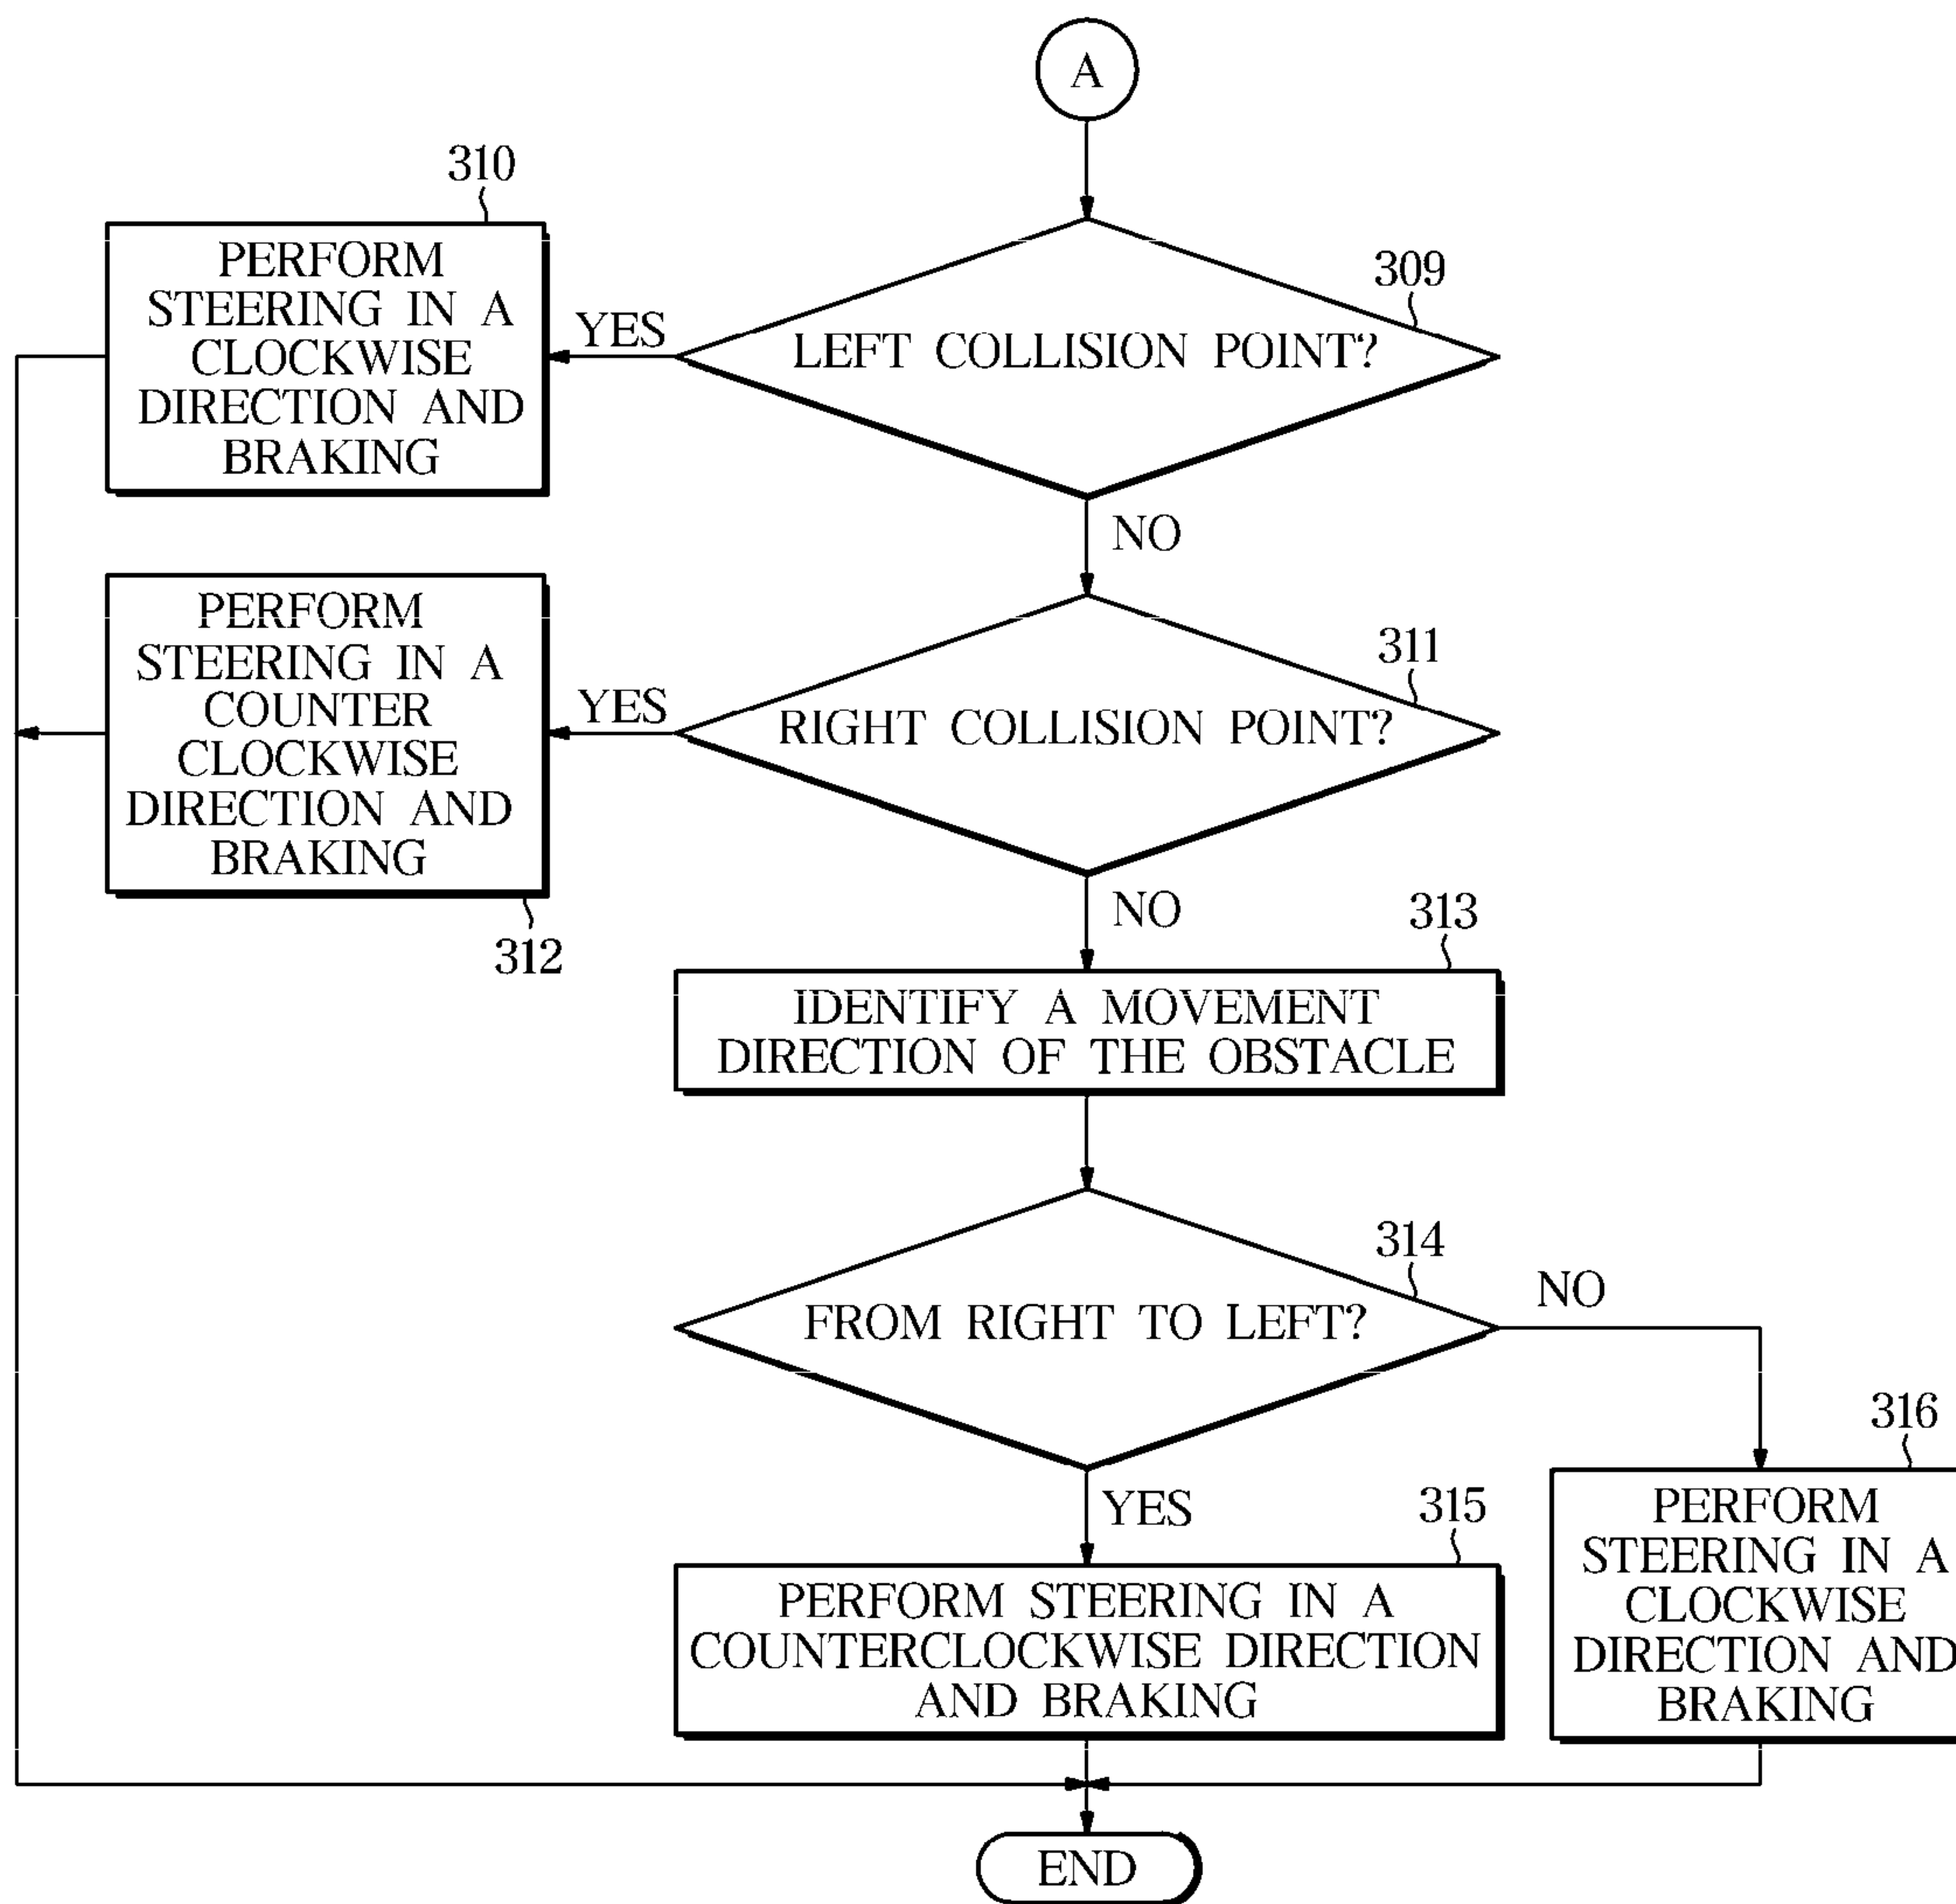 A
310
PERFORM
STEERING IN A
CLOCKWISE
DIRECTION AND
BRAKING
YES
309
LEFT COLLISION POINT?
NO
PERFORM
STEERING IN A
COUNTER
CLOCKWISE
DIRECTION AND
BRAKING
312
YES
311
RIGHT COLLISION POINT?
NO
313
IDENTIFY A MOVEMENT
DIRECTION OF THE OBSTACLE
314
FROM RIGHT TO LEFT?
NO
YES
315
PERFORM STEERING IN A
COUNTERCLOCKWISE DIRECTION
AND BRAKING
316
PERFORM
STEERING IN A
CLOCKWISE
DIRECTION AND
BRAKING
END